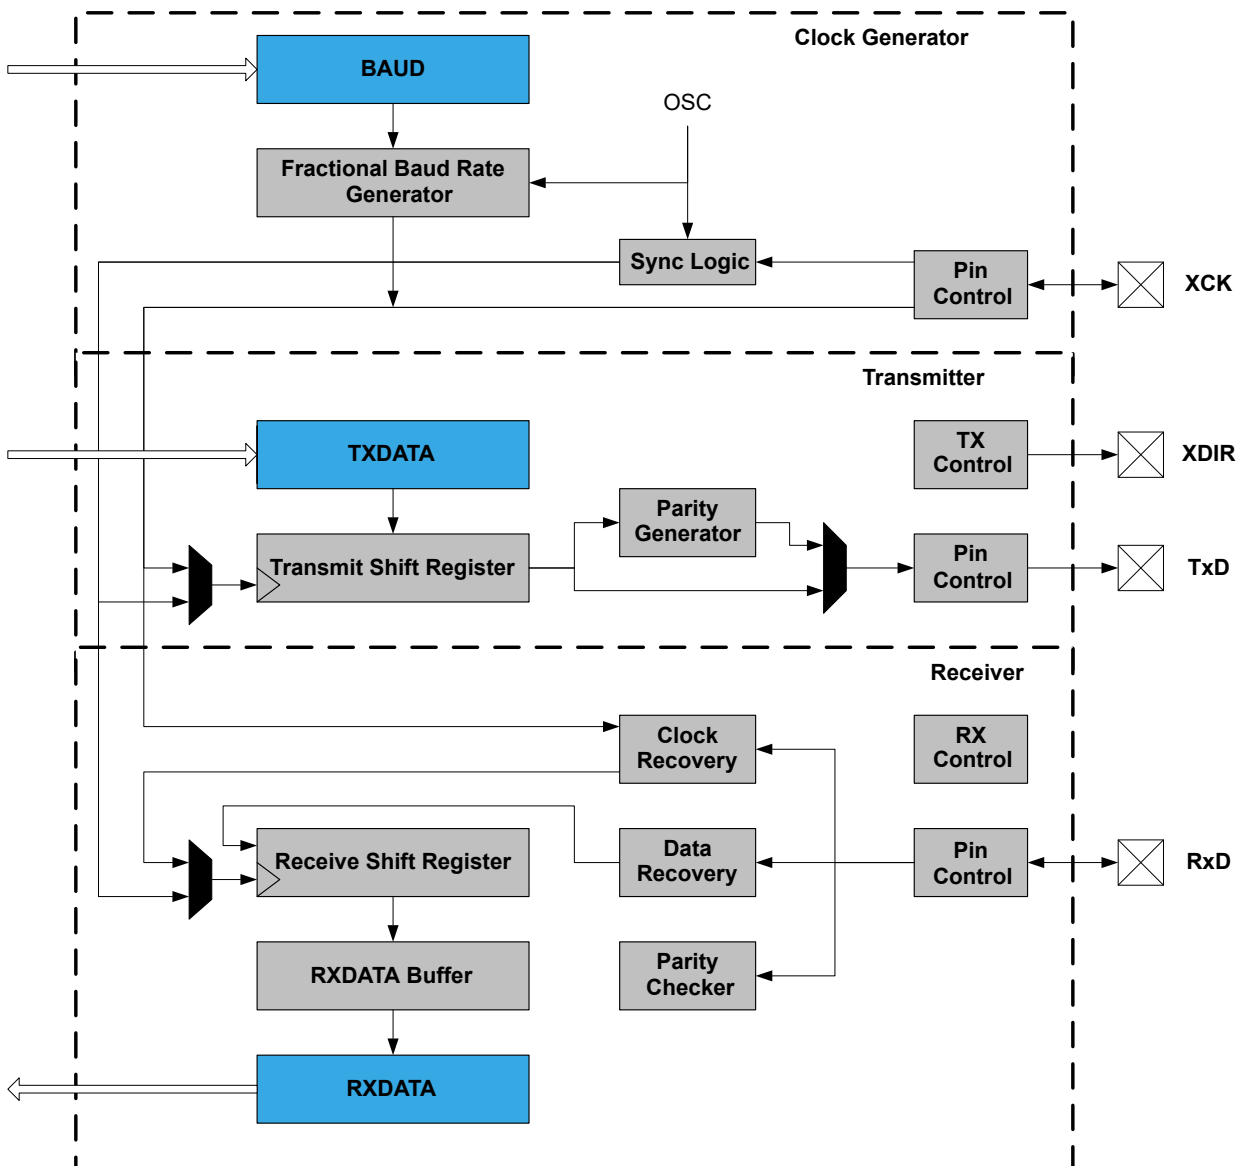 Clock Generator
BAUD
OSC
Fractional Baud Rate
Generator
Sync Logic
Pin
Control
XCK
Transmitter
TXDATA
TX
Control
XDIR
Parity
Generator
Transmit Shift Register
Pin
Control
TxD
Receiver
Clock
Recovery
RX
Control
Receive Shift Register
Data
Recovery
Pin
Control
RxD
RXDATA Buffer
Parity
Checker
RXDATA